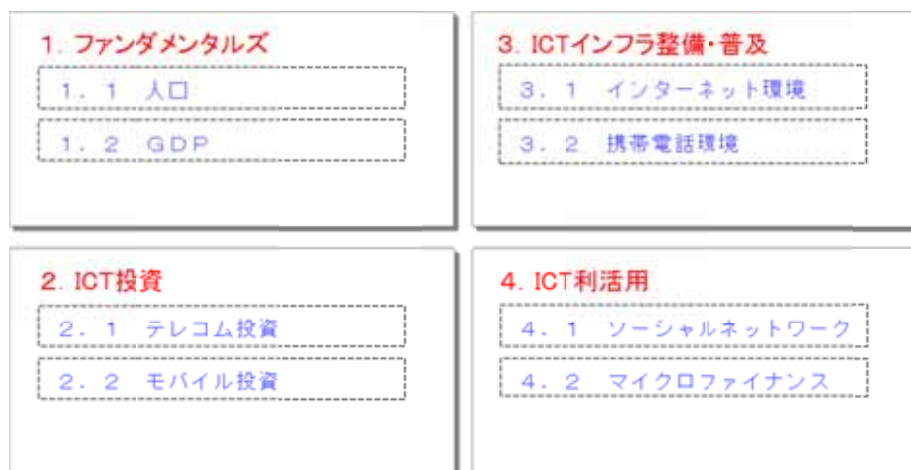 1. ファンダメンタルズ
1．1　人口
1．2　GDP
2. ICT投資
2．1　テレコム投資
2．2　モバイル投資
3. ICTインフラ整備・普及
3．1　インターネット環境
3．2　携帯電話環境
4. ICT利活用
4．1　ソーシャルネットワーク
4．2　マイクロファイナンス